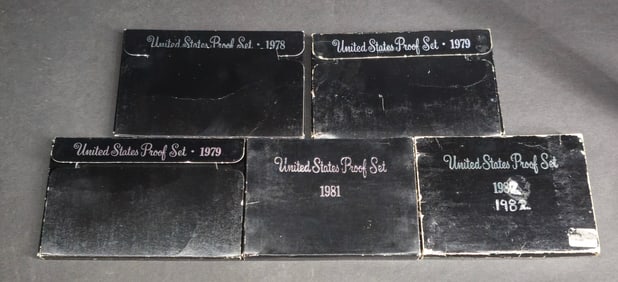 United States Proof Set · 1978
United States Proof Set · 1979
United States Proof Set · 1979
United States Proof Set
1981
United States Proof Set
1982
1982